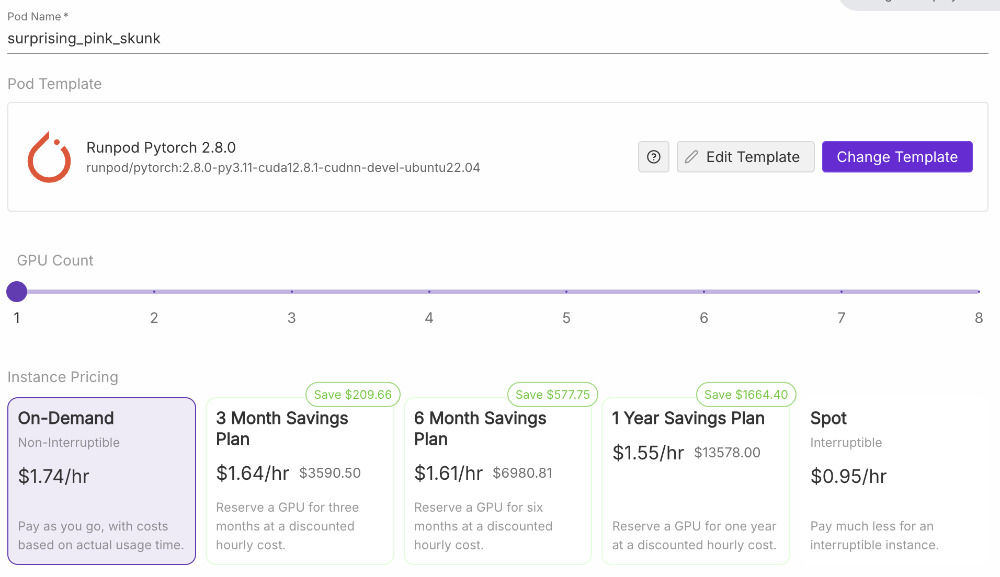 Pod Name *
surprising_pink_skunk
Pod Template
Runpod Pytorch 2.8.0
runpod/pytorch:2.8.0-py3.11-cuda12.8.1-cudnn-devel-ubuntu22.04
Edit Template
Change Template
GPU Count
1 2 3 4 5 6 7 8
Instance Pricing
On-Demand
Non-Interruptible
$1.74/hr
Pay as you go, with costs
based on actual usage time.
Save $209.66
3 Month Savings
Plan
$1.64/hr $3590.50
Reserve a GPU for three
months at a discounted
hourly cost.
Save $577.75
6 Month Savings
Plan
$1.61/hr $6980.81
Reserve a GPU for six
months at a discounted
hourly cost.
Save $1664.40
1 Year Savings Plan
$1.55/hr $13578.00
Reserve a GPU for one year
at a discounted hourly cost.
Spot
Interruptible
$0.95/hr
Pay much less for an
interruptible instance.